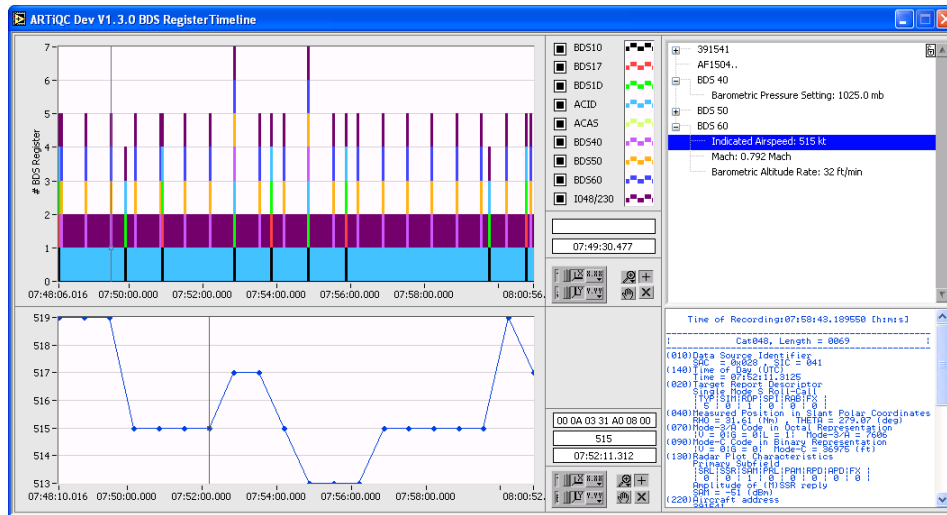 ARTiQC Dev V1.3.0 BDS RegisterTimeline
# BDS Register
7
6
5
4
3
2
1
0
07:48:06.016 07:50:00.000 07:52:00.000 07:54:00.000 07:56:00.000 07:58:00.000 08:00:56.
BDS10
BDS17
BDS1D
ACID
ACAS
BDS40
BDS50
BDS60
I048/230
07:49:30.477
391541
AF1504..
BDS 40
Barometric Pressure Setting: 1025.0 mb
BDS 50
BDS 60
Indicated Airspeed: 515 kt
Mach: 0.792 Mach
Barometric Altitude Rate: 32 ft/min
519
518
517
516
515
514
513
07:48:10.016 07:50:00.000 07:52:00.000 07:54:00.000 07:56:00.000 07:58:00.000 08:00:52.
00 0A 03 31 A0 08 00
515
07:52:11.312
Time of Recording:07:58:43.189550 [h:m:s]
| Cat048, Length = 0069 |
(010)Data Source Identifier
SAC = 0x028 , SIC = 041
(140)Time of Day (UTC)
Time = 07:52:11.3125
(020)Target Report Descriptor
Single Mode S Roll-Call
|TYP|SIM|RDP|SPI|RAB|FX |
| 5 | 0 | 1 | 0 | 0 | 0 |
(040)Measured Position in Slant Polar Coordinates
RHO = 31.61 (Nm) , THETA = 279.07 (deg)
(070)Mode-3/A Code in Octal Representation
|V = 0|G = 0|L = 1| Mode-3/A = 7606
(090)Mode-C Code in Binary Representation
|V = 0|G = 0| Mode-C = 36975 (ft)
(130)Radar Plot Characteristics
Primary Subfield
|SRL|SRR|SAM|PRL|PAM|RPD|APD|FX |
| 0 | 0 | 1 | 0 | 0 | 0 | 0 | 0 |
Amplitude of (M)SSR reply
SAM = -51 (dBm)
(220)Aircraft address
391541